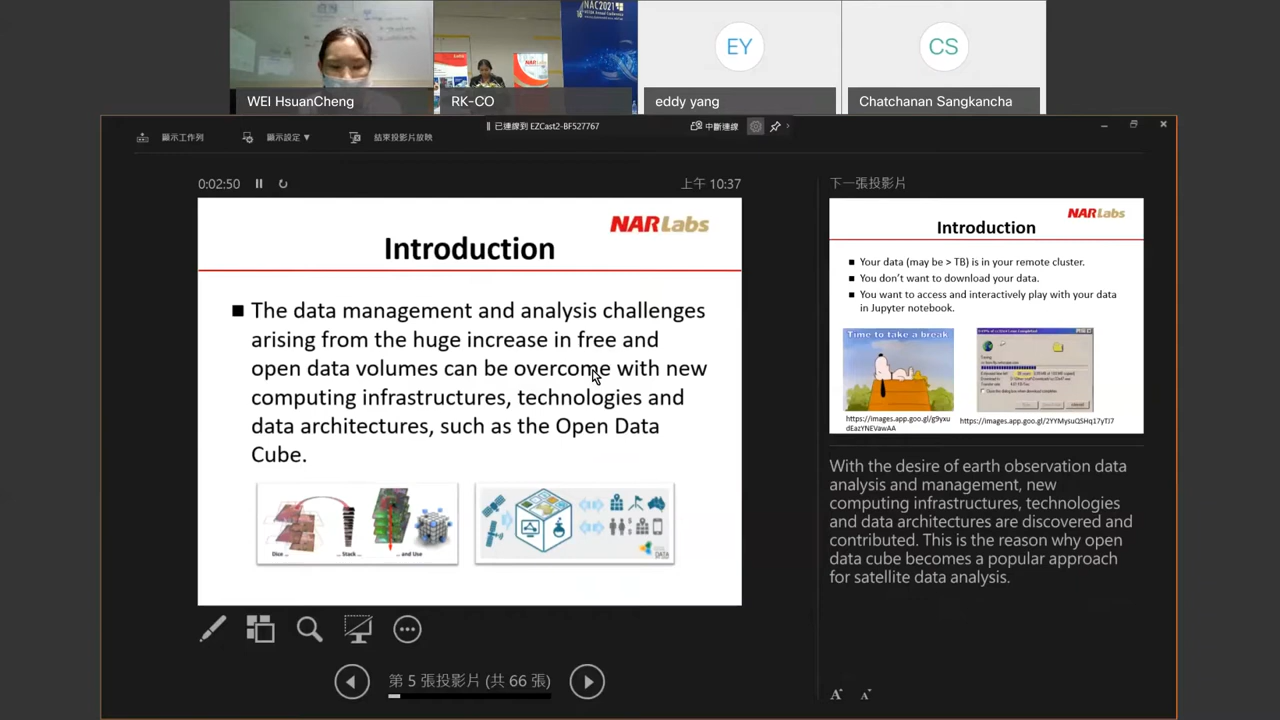 NAC2021
WEI HsuanCheng
RK-CO
EY
eddy yang
CS
Chatchanan Sangkancha
顯示工作列
顯示設定 ▼
結束投影片放映
已連線到 EZCast2-BF527767
中斷連線
0:02:50
上午 10:37
NARLabs
Introduction
■ The data management and analysis challenges
arising from the huge increase in free and
open data volumes can be overcome with new
computing infrastructures, technologies and
data architectures, such as the Open Data
Cube.
Dice ...
... Stack ...
... and Use
DATA
第 5 張投影片 (共 66 張)
下一張投影片
NARLabs
Introduction
■ Your data (may be > TB) is in your remote cluster.
■ You don't want to download your data.
■ You want to access and interactively play with your data
in Jupyter notebook.
Time to take a break
https://images.app.goo.gl/g9yxu
dEazYNEVawAA
https://images.app.goo.gl/2YYMysuQSHq17yTJ7
With the desire of earth observation data
analysis and management, new
computing infrastructures, technologies
and data architectures are discovered and
contributed. This is the reason why open
data cube becomes a popular approach
for satellite data analysis.